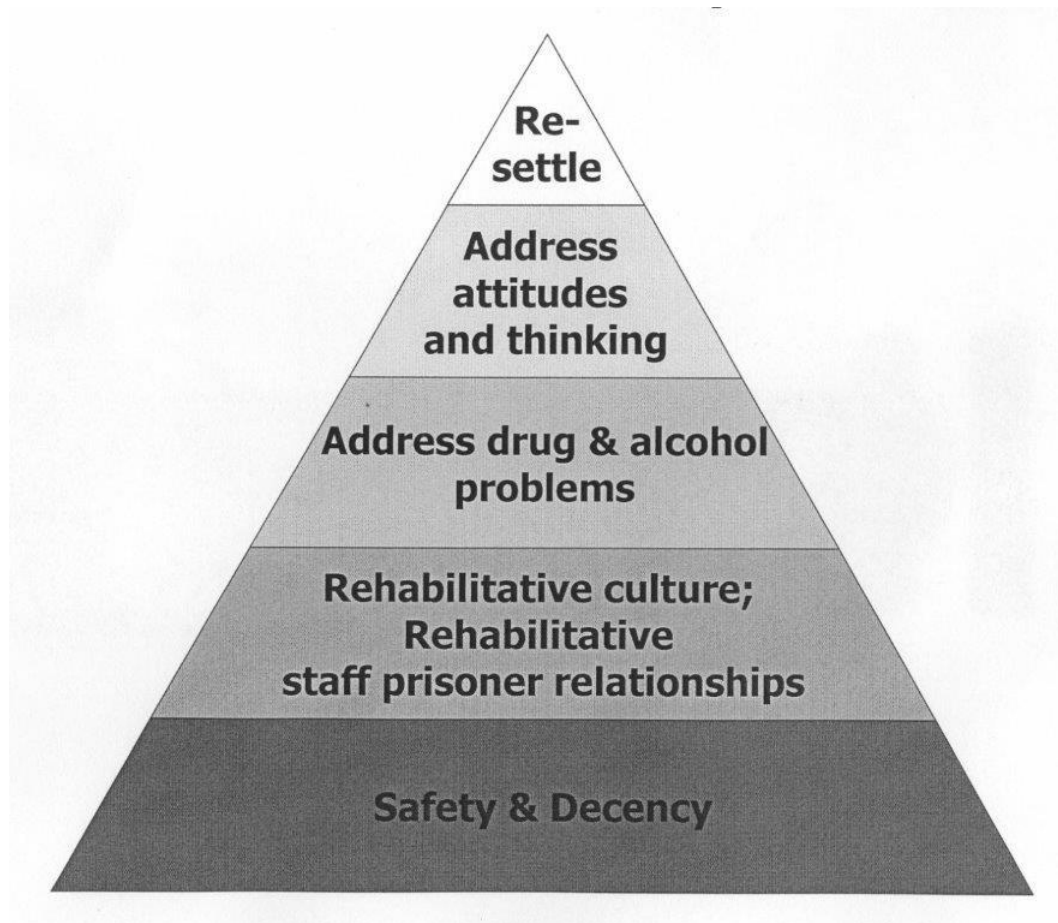 Re-
settle
Address
attitudes
and thinking
Address drug & alcohol
problems
Rehabilitative culture;
Rehabilitative
staff prisoner relationships
Safety & Decency